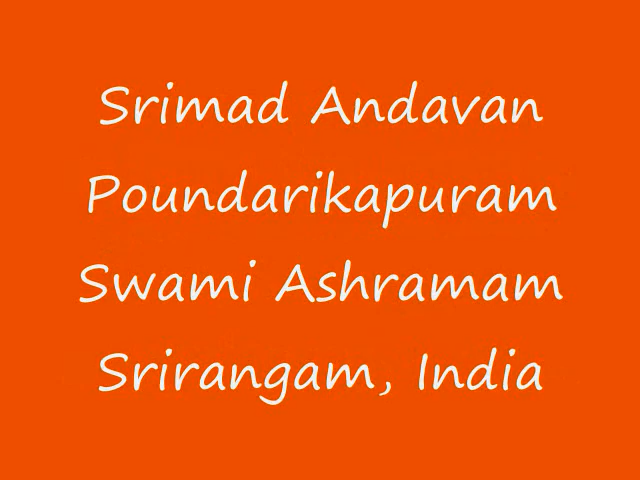 Srimad Andavan
Poundarikapuram
Swami Ashramam
Srirangam, India